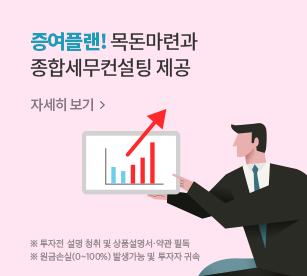 증여플랜! 목돈마련과
종합세무컨설팅 제공
자세히 보기 >
※ 투자전 설명 청취 및 상품설명서·약관 필독
※ 원금손실(0~100%) 발생가능 및 투자자 귀속